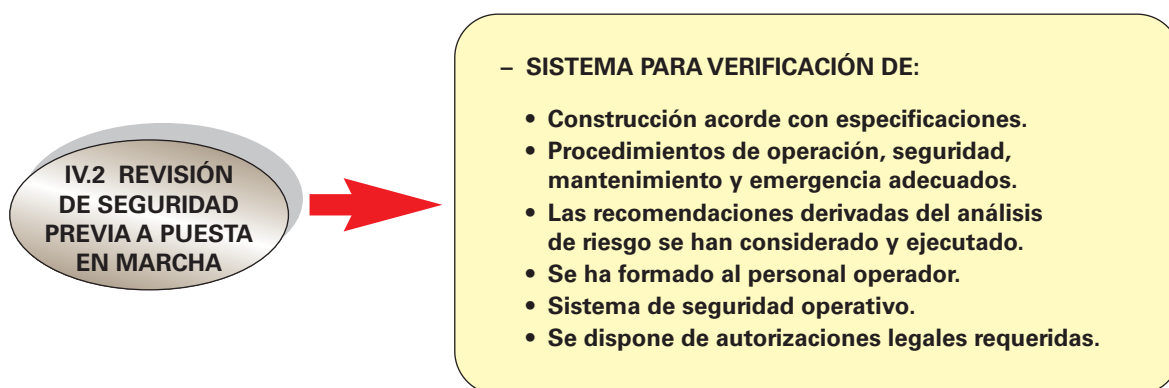 IV.2 REVISIÓN
DE SEGURIDAD
PREVIA A PUESTA
EN MARCHA
– SISTEMA PARA VERIFICACIÓN DE:
• Construcción acorde con especificaciones.
• Procedimientos de operación, seguridad,
mantenimiento y emergencia adecuados.
• Las recomendaciones derivadas del análisis
de riesgo se han considerado y ejecutado.
• Se ha formado al personal operador.
• Sistema de seguridad operativo.
• Se dispone de autorizaciones legales requeridas.